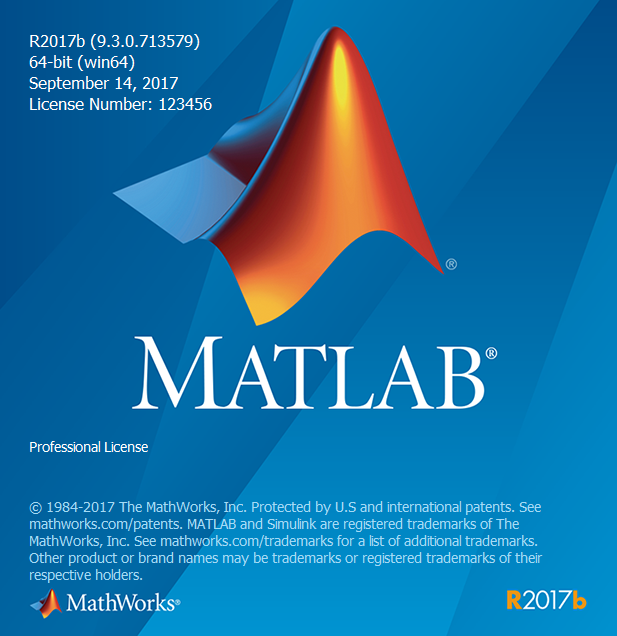 R2017b (9.3.0.713579)
64-bit (win64)
September 14, 2017
License Number: 123456
®
MATLAB®
Professional License
© 1984-2017 The MathWorks, Inc. Protected by U.S and international patents. See
mathworks.com/patents. MATLAB and Simulink are registered trademarks of The
MathWorks, Inc. See mathworks.com/trademarks for a list of additional trademarks.
Other product or brand names may be trademarks or registered trademarks of their
respective holders.
MathWorks®
R2017b